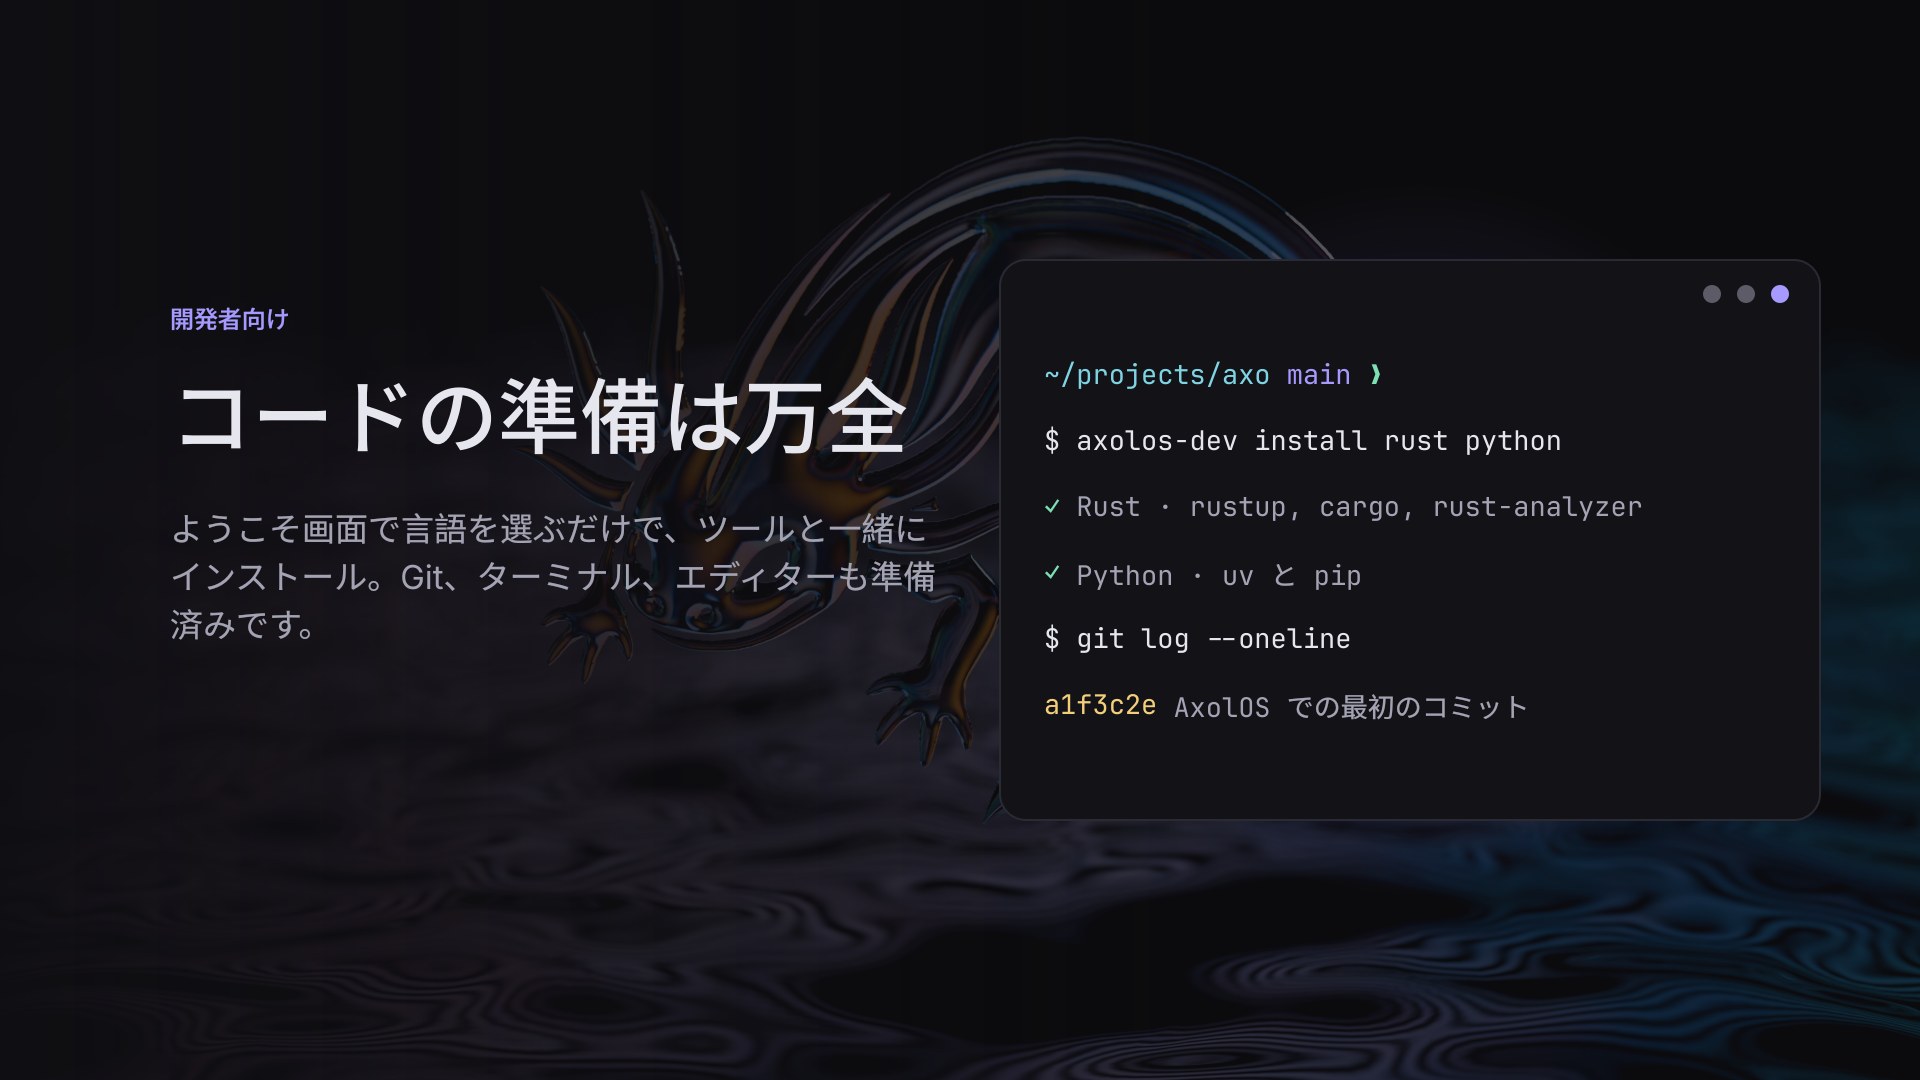 開発者向け
コードの準備は万全
ようこそ画面で言語を選ぶだけで、ツールと一緒に
インストール。Git、ターミナル、エディターも準備
済みです。
~/projects/axo main ❯
$ axolos-dev install rust python
✓ Rust · rustup, cargo, rust-analyzer
✓ Python · uv と pip
$ git log --oneline
a1f3c2e AxolOS での最初のコミット